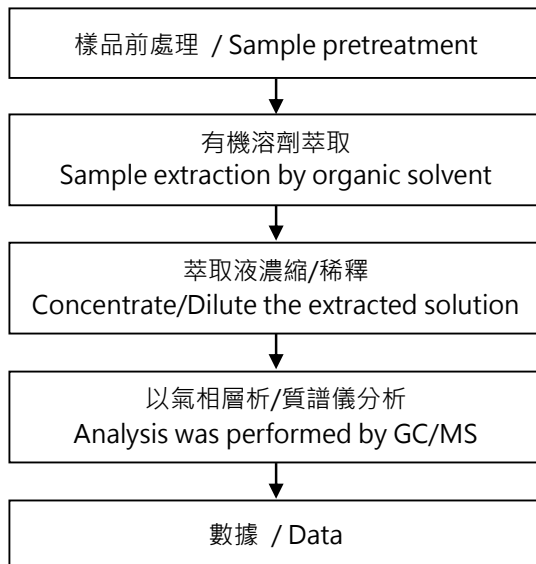 樣品前處理 / Sample pretreatment
有機溶劑萃取
Sample extraction by organic solvent
萃取液濃縮/稀釋
Concentrate/Dilute the extracted solution
以氣相層析/質譜儀分析
Analysis was performed by GC/MS
數據 / Data